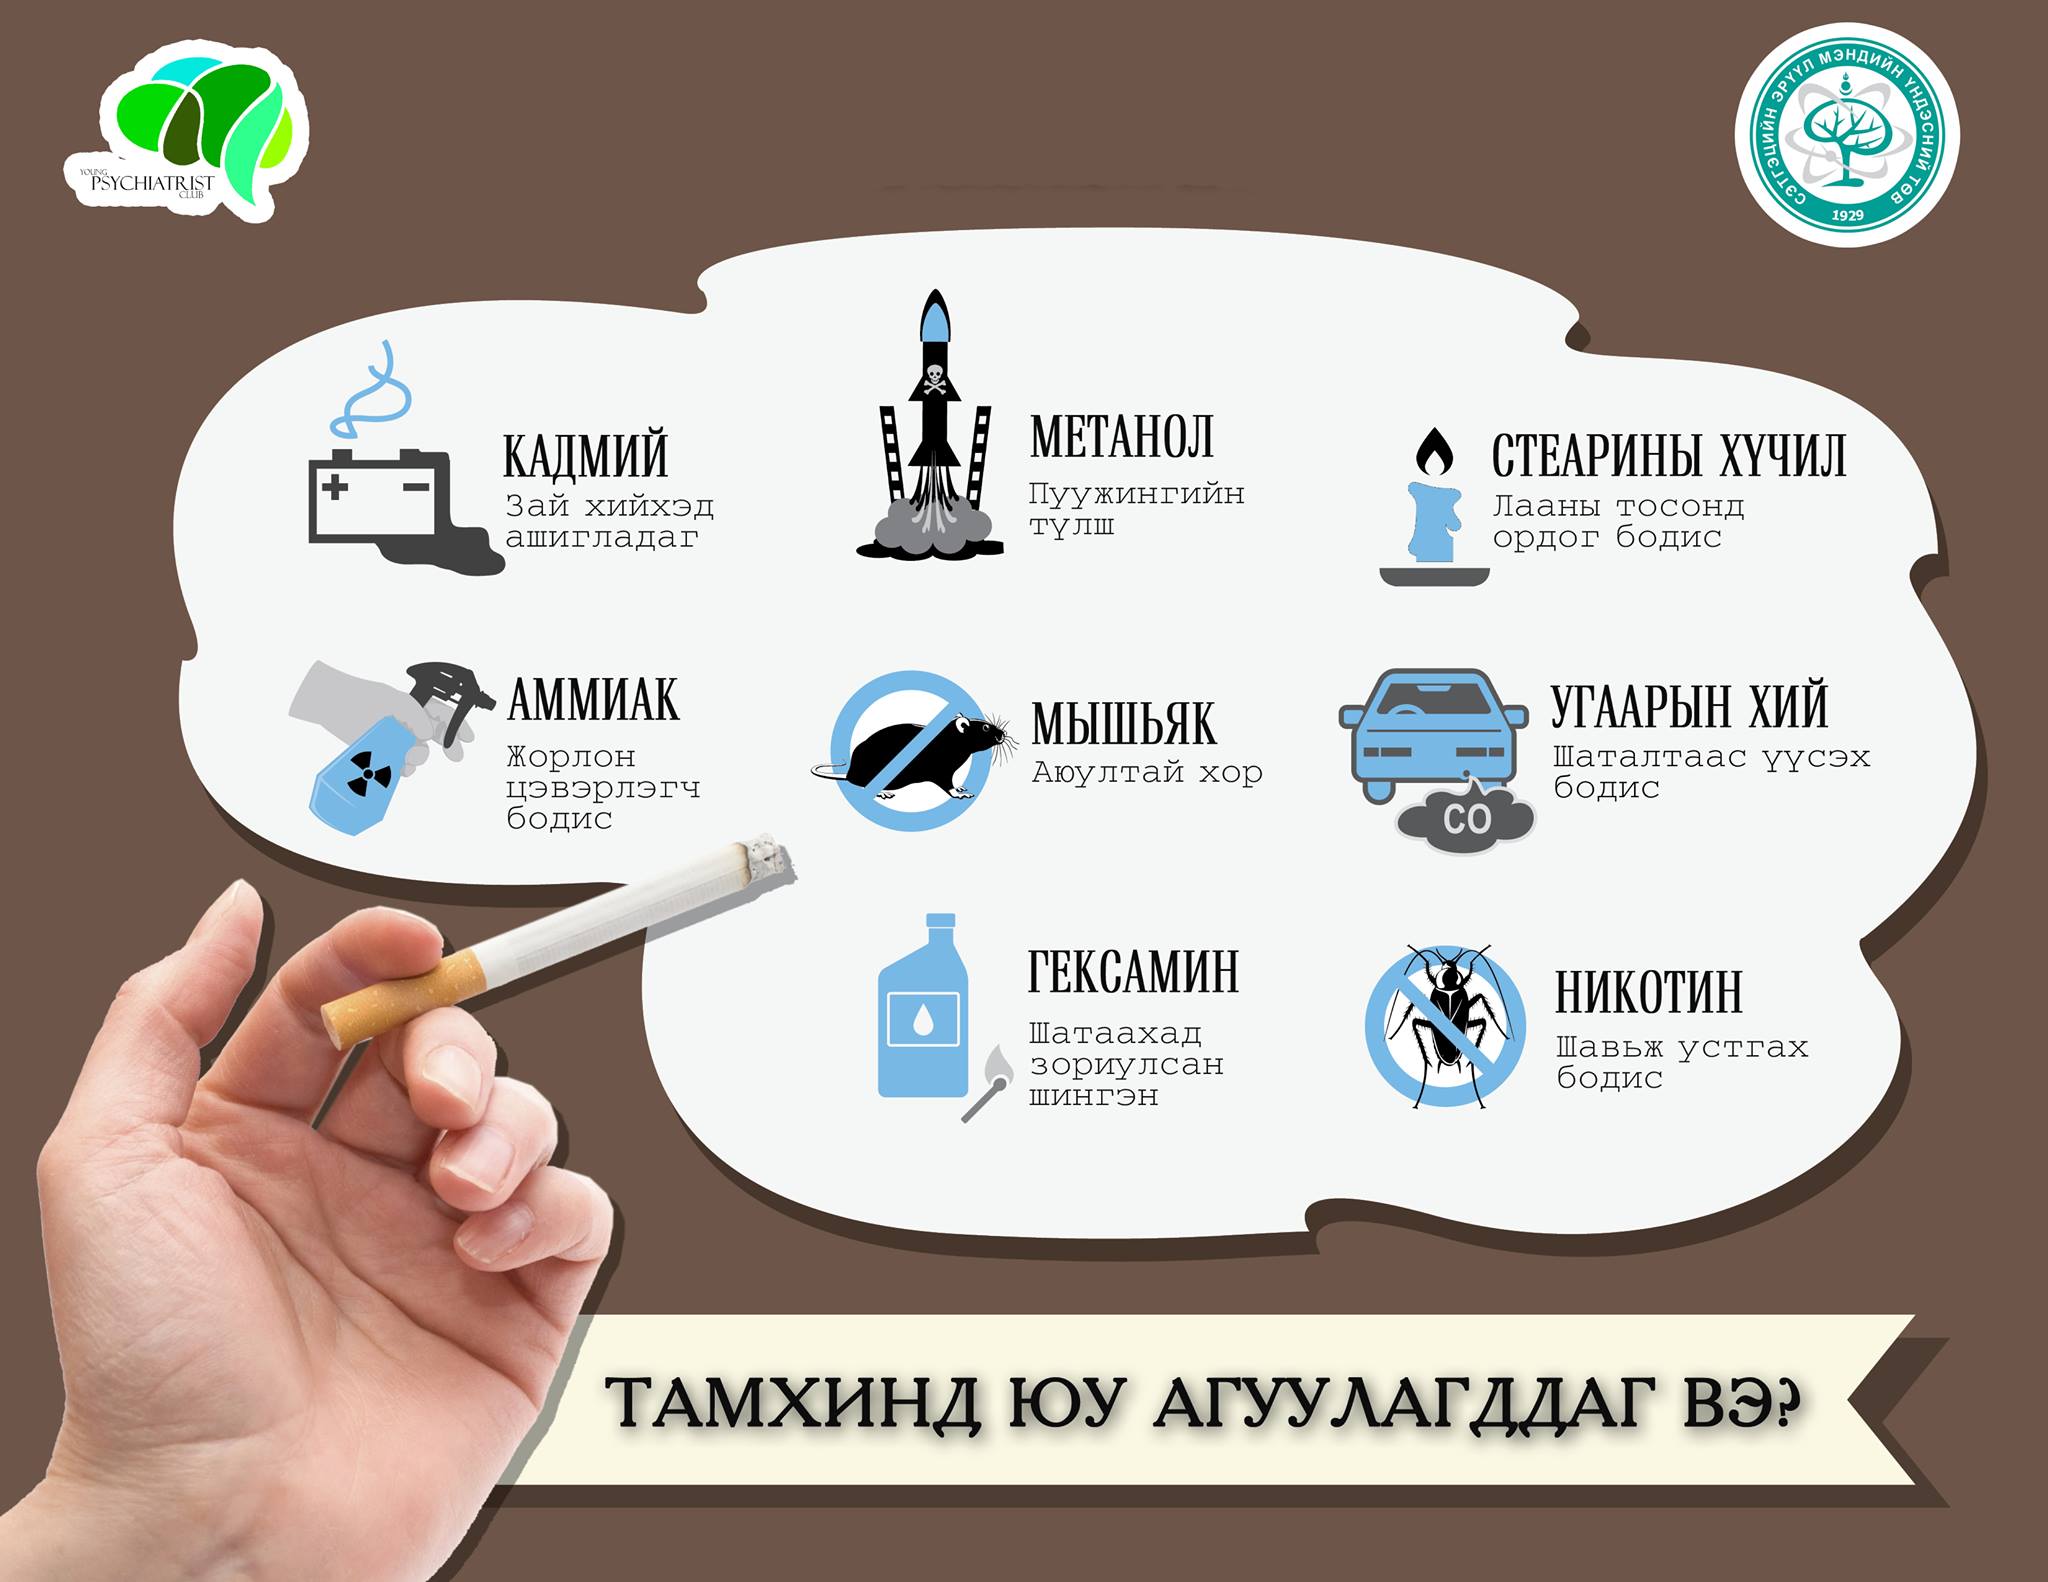 YOUNG
PSYCHIATRIST
CLUB
СЭТГЭЦИЙН ЭРҮҮЛ МЭНДИЙН ҮНДЭСНИЙ ТӨВ
1929
КАДМИЙ
Зай хийхэд
ашигладаг
МЕТАНОЛ
Пуужингийн
түлш
СТЕАРИНЫ ХҮЧИЛ
Лааны тосонд
ордог бодис
АММИАК
Жорлон
цэвэрлэгч
бодис
МЫШЬЯК
Аюултай хор
УГААРЫН ХИЙ
Шаталтаас үүсэх
бодис
CO
ГЕКСАМИН
Шатаахад
зориулсан
шингэн
НИКОТИН
Шавьж устгах
бодис
ТАМХИНД ЮУ АГУУЛАГДДАГ ВЭ?